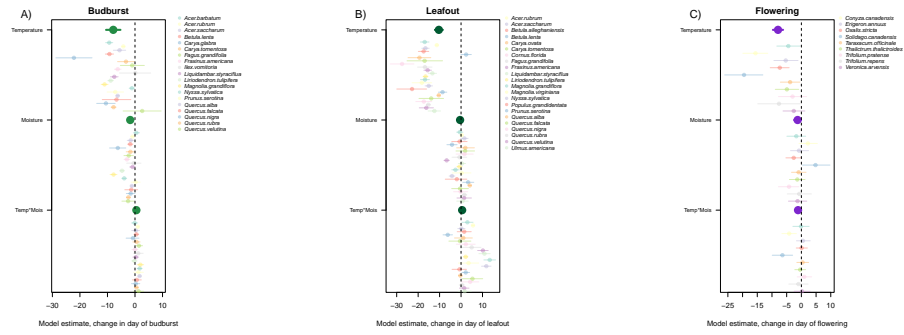 A)
Budburst
Temperature
Moisture
Temp*Mois
−30
−20
−10
0
10
Model estimate, change in day of budburst
Acer.barbatum
Acer.rubrum
Acer.saccharum
Betula.lenta
Carya.glabra
Carya.tomentosa
Fagus.grandifolia
Fraxinus.americana
Ilex.vomitoria
Liquidambar.styraciflua
Liriodendron.tulipifera
Magnolia.grandiflora
Nyssa.sylvatica
Prunus.serotina
Quercus.alba
Quercus.falcata
Quercus.nigra
Quercus.rubra
Quercus.velutina
B)
Leafout
Temperature
Moisture
Temp*Mois
−30
−20
−10
0
10
Model estimate, change in day of leafout
Acer.rubrum
Acer.saccharum
Betula.alleghaniensis
Betula.lenta
Carya.ovata
Carya.tomentosa
Cornus.florida
Fagus.grandifolia
Fraxinus.americana
Liquidambar.styraciflua
Liriodendron.tulipifera
Magnolia.grandiflora
Magnolia.virginiana
Nyssa.sylvatica
Populus.grandidentata
Prunus.serotina
Quercus.alba
Quercus.falcata
Quercus.nigra
Quercus.rubra
Quercus.velutina
Ulmus.americana
C)
Flowering
Temperature
Moisture
Temp*Mois
−25
−15
−5
0
5
10
Model estimate, change in day of flowering
Conyza.canadensis
Erigeron.annuus
Oxalis.stricta
Solidago.canadensis
Taraxacum.officinale
Thalictrum.thalictroides
Trifolium.pratense
Trifolium.repens
Veronica.arvensis